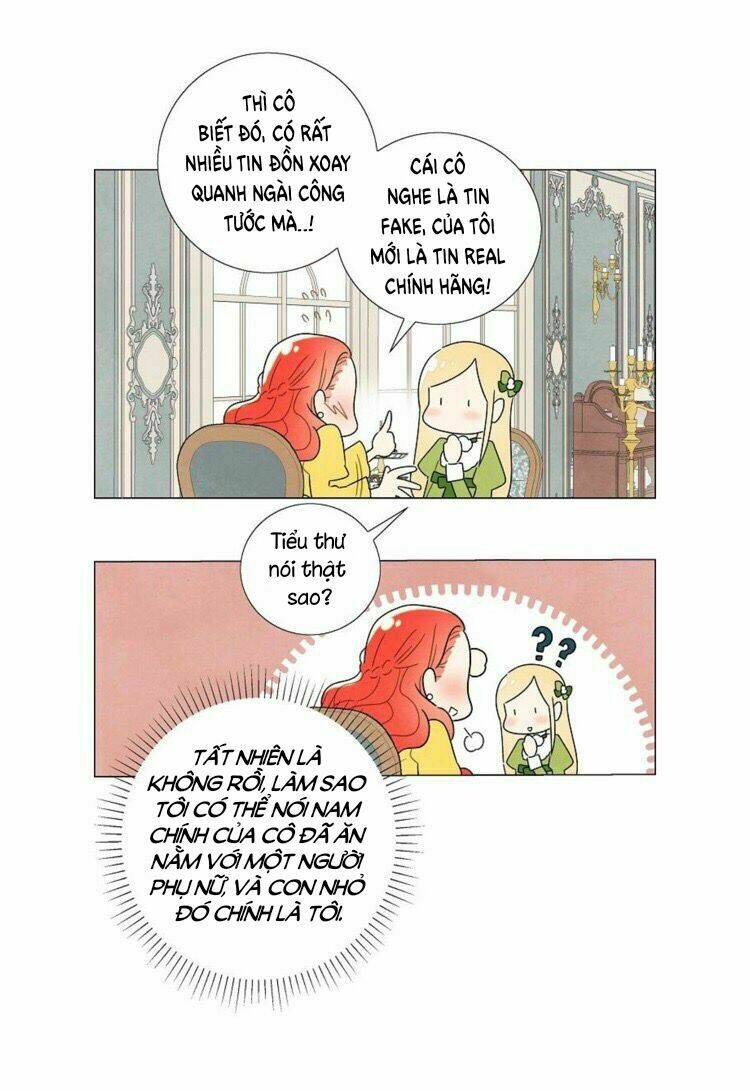 THÌ CÔ
BIẾT ĐÓ, CÓ RẤT
NHIỀU TIN ĐỒN XOAY
QUANH NGÀI CÔNG
TƯỚC MÀ..!
CÁI CÔ
NGHE LÀ TIN
FAKE, CỦA TÔI
MỚI LÀ TIN REAL
CHÍNH HÃNG!
Tiểu thư
nói thật
sao?
??
TẤT NHIÊN LÀ
KHÔNG RỒI, LÀM SAO
TÔI CÓ THỂ NÓI NAM
CHÍNH CỦA CÔ ĐÃ ĂN
NẰM VỚI MỘT NGƯỜI
PHỤ NỮ, VÀ CON NHỎ
ĐÓ CHÍNH LÀ TÔI.